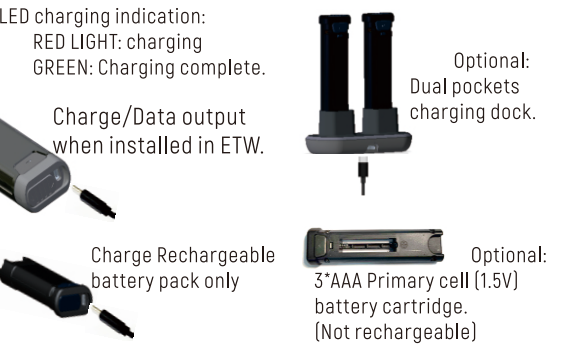 LED charging indication:
RED LIGHT: charging
GREEN: Charging complete.
Charge/Data output
when installed in ETW.
Optional:
Dual pockets
charging dock.
Charge Rechargeable
battery pack only
Optional:
3*AAA Primary cell (1.5V)
battery cartridge.
(Not rechargeable)